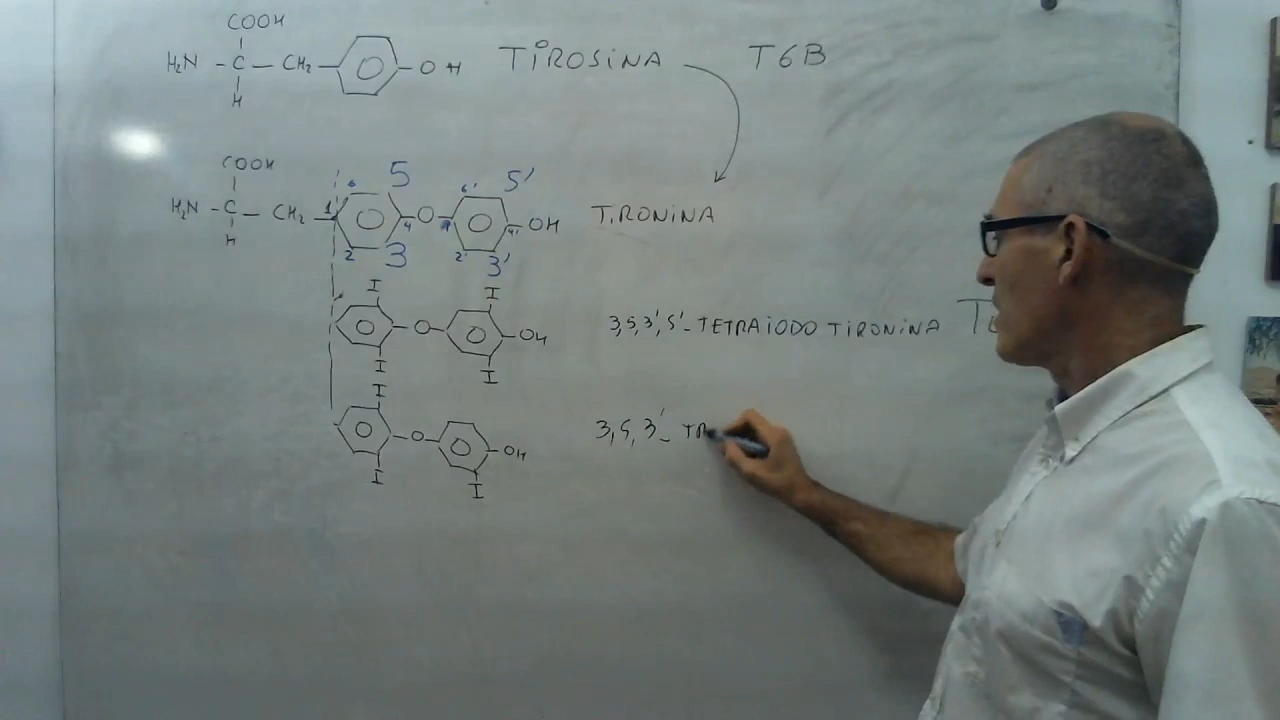 COOH
H₂N - C - CH₂ - OH TIROSINA TGB
H
COOH 6 5 6' 5'
H₂N - C - CH₂ - 1 4 - O - 1' 4' - OH TIRONINA
H 2 3 2' 3'
I I
O OH 3,5,3',5'- TETRAIODO TIRONINA
I I
I
O OH 3,5,3'- TR
I I